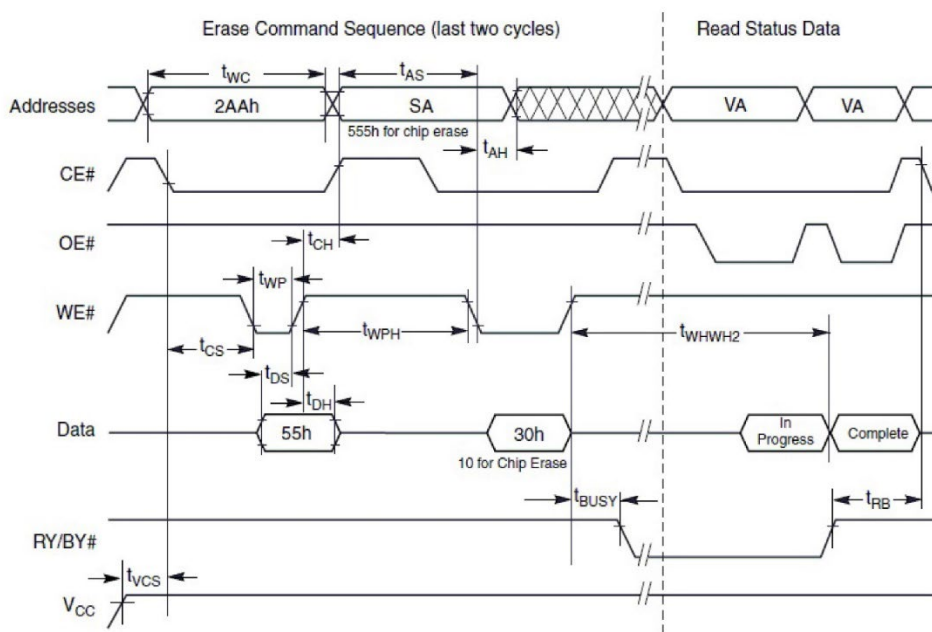 Erase Command Sequence (last two cycles)
Read Status Data
tWC
tAS
Addresses
2AAh
SA
VA
VA
555h for chip erase
tAH
CE#
OE#
tCH
tWP
WE#
tWPH
tWHWH2
tCS
tDS
tDH
Data
55h
30h
In
Progress
Complete
10 for Chip Erase
tBUSY
tRB
RY/BY#
tVCS
VCC